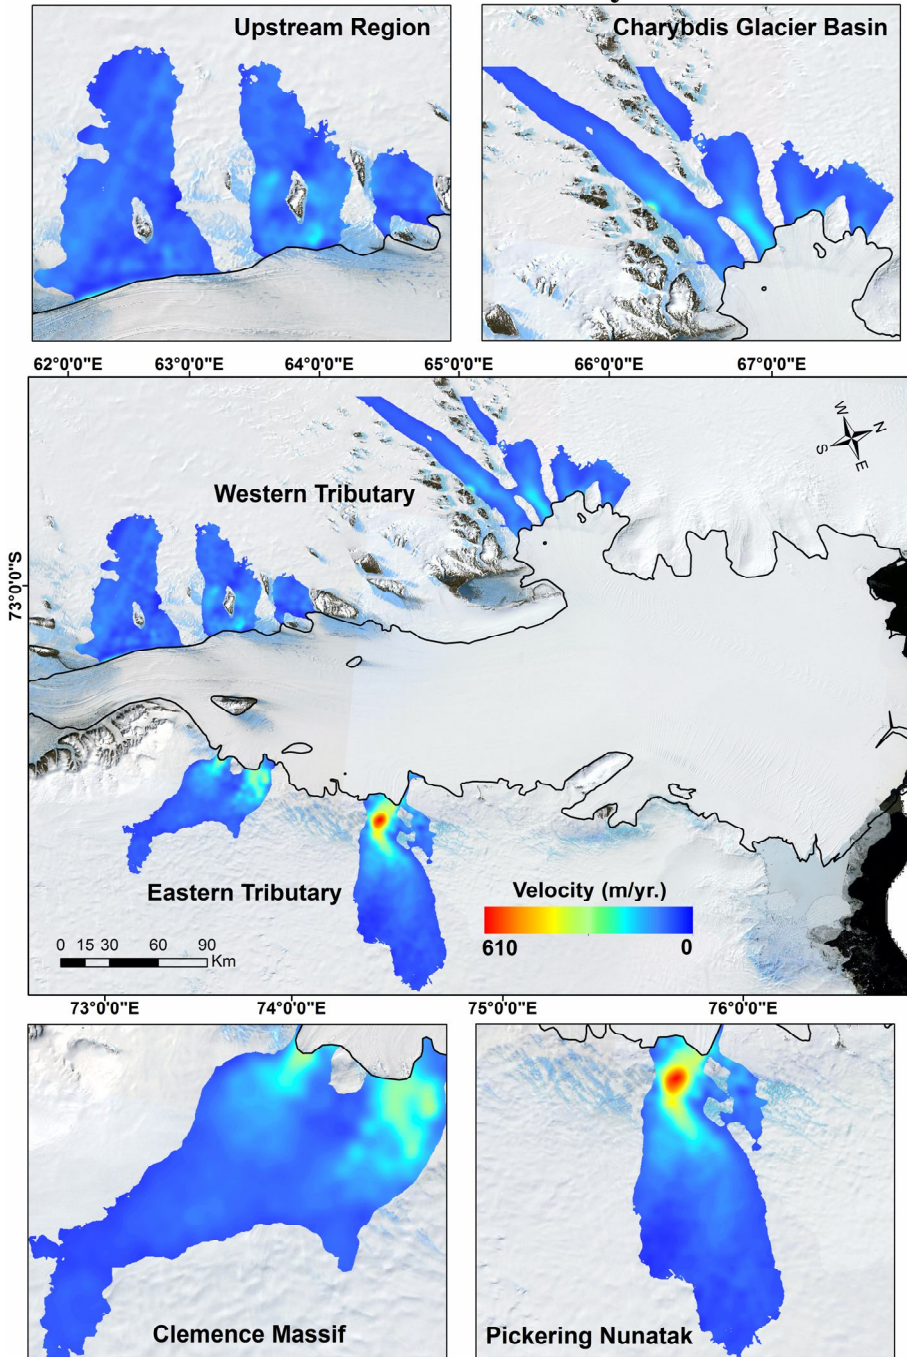 Upstream Region
Charybdis Glacier Basin
62°0'0"E 63°0'0"E 64°0'0"E 65°0'0"E 66°0'0"E 67°0'0"E
W
N
S
E
Western Tributary
73°0'0"S
Eastern Tributary
Velocity (m/yr.)
610 0
0 15 30 60 90
Km
73°0'0"E 74°0'0"E 75°0'0"E 76°0'0"E
Clemence Massif
Pickering Nunatak